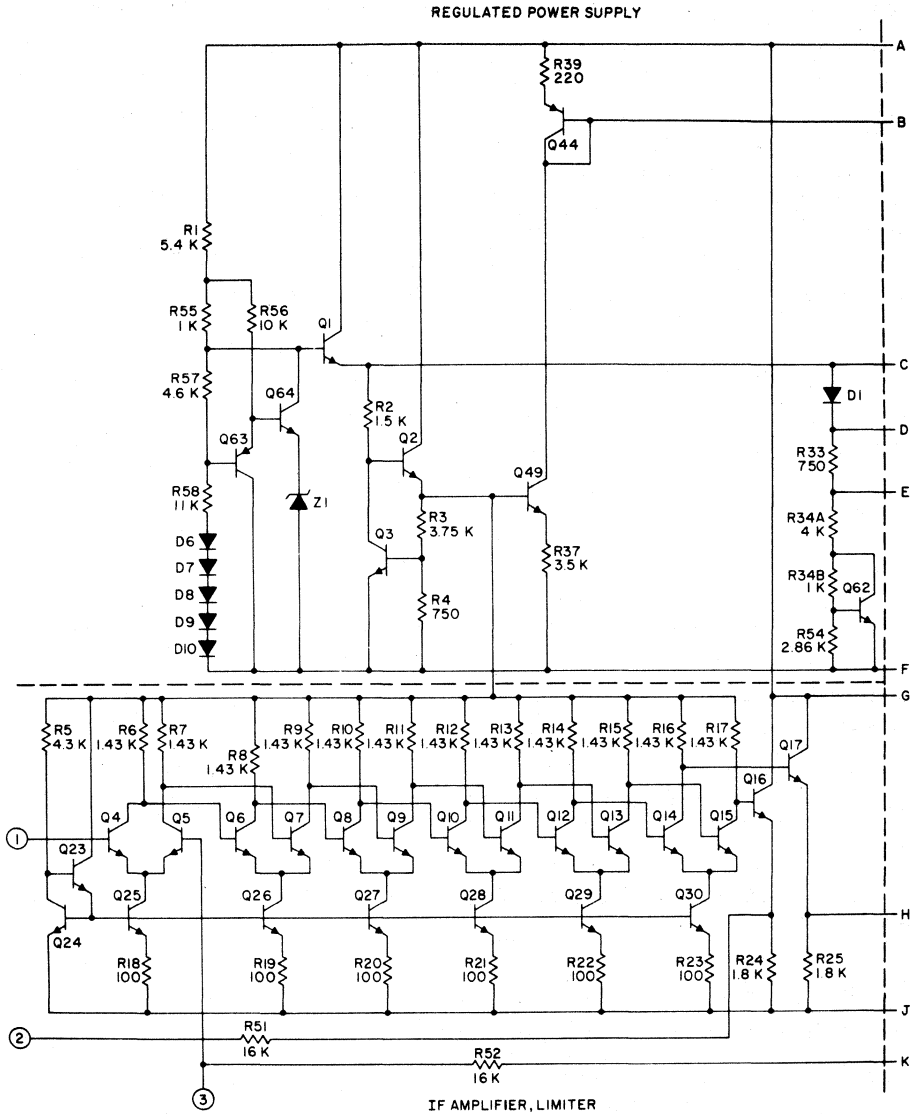 REGULATED POWER SUPPLY
A
R39
220
B
Q44
R1
5.4 K
R55
1 K
R56
10 K
Q1
C
R57
4.6 K
Q64
R2
1.5 K
D1
D
Q63
Q2
R33
750
Q49
E
R58
11 K
Z1
R3
3.75 K
R34A
4 K
D6
Q3
R37
3.5 K
D7
R34B
1 K
Q62
D8
R4
750
D9
R54
2.86 K
D10
F
G
R5
4.3 K
R6
1.43 K
R7
1.43 K
R8
1.43 K
R9
1.43 K
R10
1.43 K
R11
1.43 K
R12
1.43 K
R13
1.43 K
R14
1.43 K
R15
1.43 K
R16
1.43 K
R17
1.43 K
Q17
Q16
1
Q4
Q5
Q6
Q7
Q8
Q9
Q10
Q11
Q12
Q13
Q14
Q15
Q23
Q25
Q26
Q27
Q28
Q29
Q30
H
Q24
R18
100
R19
100
R20
100
R21
100
R22
100
R23
100
R24
1.8 K
R25
1.8 K
J
2
R51
16 K
R52
16 K
K
3
IF AMPLIFIER, LIMITER